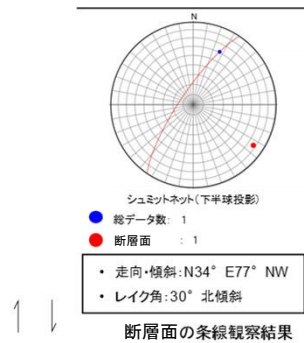 N
シュミットネット(下半球投影)
総データ数: 1
断層面 : 1
• 走向・傾斜:N34° E77° NW
• レイク角:30° 北傾斜
断層面の条線観察結果